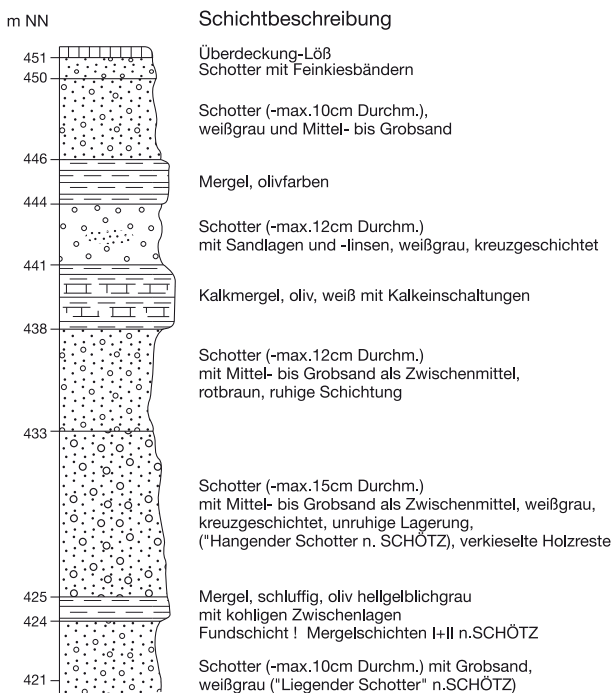 m NN
Schichtbeschreibung
451
Überdeckung-Löß
450
Schotter mit Feinkiesbändern
Schotter (-max.10cm Durchm.),
weißgrau und Mittel- bis Grobsand
446
Mergel, olivfarben
444
Schotter (-max.12cm Durchm.)
mit Sandlagen und -linsen, weißgrau, kreuzgeschichtet
441
Kalkmergel, oliv, weiß mit Kalkeinschaltungen
438
Schotter (-max.12cm Durchm.)
mit Mittel- bis Grobsand als Zwischenmittel,
rotbraun, ruhige Schichtung
433
Schotter (-max.15cm Durchm.)
mit Mittel- bis Grobsand als Zwischenmittel, weißgrau,
kreuzgeschichtet, unruhige Lagerung,
("Hangender Schotter n. SCHÖTZ), verkieselte Holzreste
425
Mergel, schluffig, oliv hellgelblichgrau
mit kohligen Zwischenlagen
424
Fundschicht ! Mergelschichten I+II n.SCHÖTZ
Schotter (-max.10cm Durchm.) mit Grobsand,
421
weißgrau ("Liegender Schotter" n.SCHÖTZ)